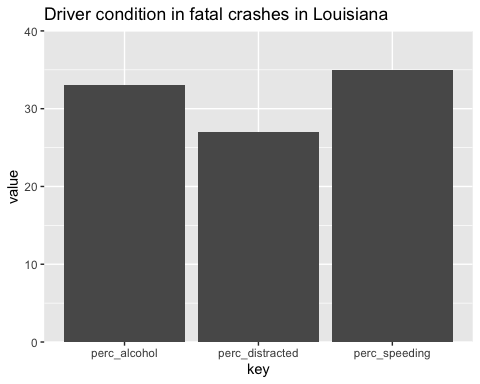 Driver condition in fatal crashes in Louisiana
40
30
20
10
0
value
perc_alcohol perc_distracted perc_speeding
key